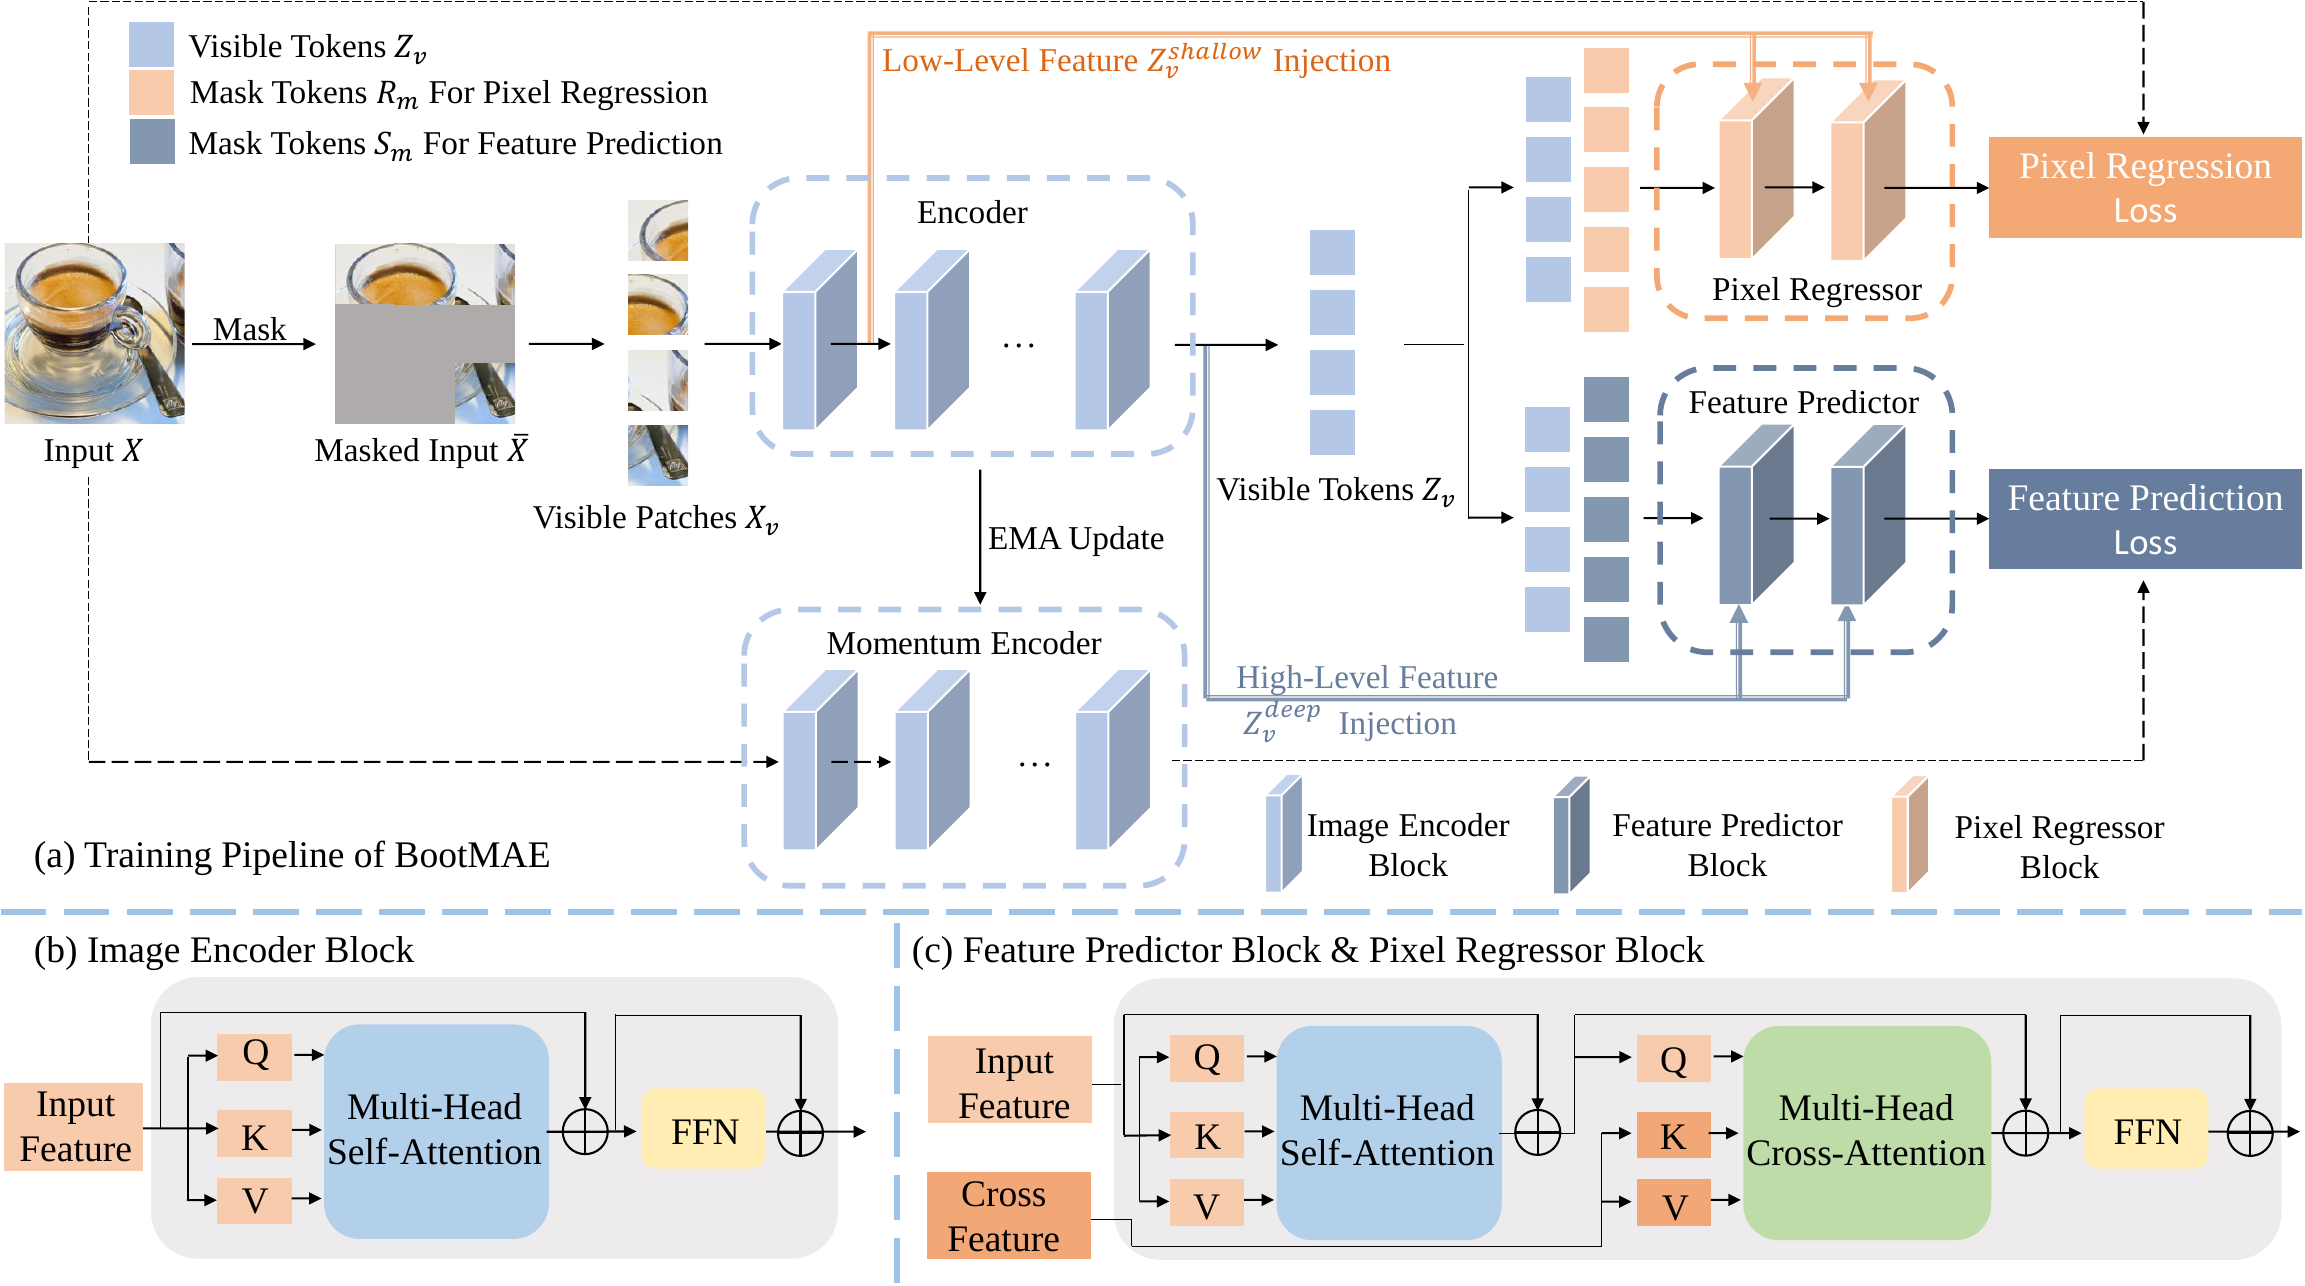 Visible Tokens Z_v
Mask Tokens R_m For Pixel Regression
Mask Tokens S_m For Feature Prediction
Low-Level Feature Z_v^shallow Injection
Encoder
Pixel Regression
Loss
Pixel Regressor
Mask
...
Input X
Masked Input X̄
Visible Patches X_v
Visible Tokens Z_v
Feature Predictor
Feature Prediction
Loss
EMA Update
Momentum Encoder
...
High-Level Feature
Z_v^deep Injection
Image Encoder
Block
Feature Predictor
Block
Pixel Regressor
Block
(a) Training Pipeline of BootMAE
(b) Image Encoder Block
Input
Feature
Q
K
V
Multi-Head
Self-Attention
FFN
(c) Feature Predictor Block & Pixel Regressor Block
Input
Feature
Cross
Feature
Q
K
V
Multi-Head
Self-Attention
Q
K
V
Multi-Head
Cross-Attention
FFN